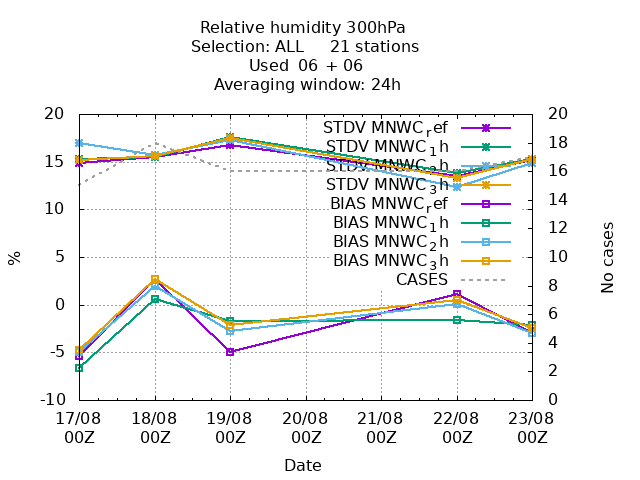 Relative humidity 300hPa
Selection: ALL 21 stations
Used 06 + 06
Averaging window: 24h
20 20
18
15 16
14
10 12
10
5 8
6
0 4
-5 2
-10 0
%
No cases
STDV MNWC_ref
STDV MNWC_1h
STDV MNWC_2h
STDV MNWC_3h
BIAS MNWC_ref
BIAS MNWC_1h
BIAS MNWC_2h
BIAS MNWC_3h
CASES
17/08 18/08 19/08 20/08 21/08 22/08 23/08
00Z 00Z 00Z 00Z 00Z 00Z 00Z
Date